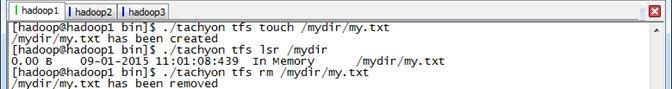 hadoop1 hadoop2 hadoop3
[hadoop@hadoop1 bin]$ ./tachyon tfs touch /mydir/my.txt
/mydir/my.txt has been created
[hadoop@hadoop1 bin]$ ./tachyon tfs lsr /mydir
0.00 B    09-01-2015 11:01:08:439  In Memory      /mydir/my.txt
[hadoop@hadoop1 bin]$ ./tachyon tfs rm /mydir/my.txt
/mydir/my.txt has been removed